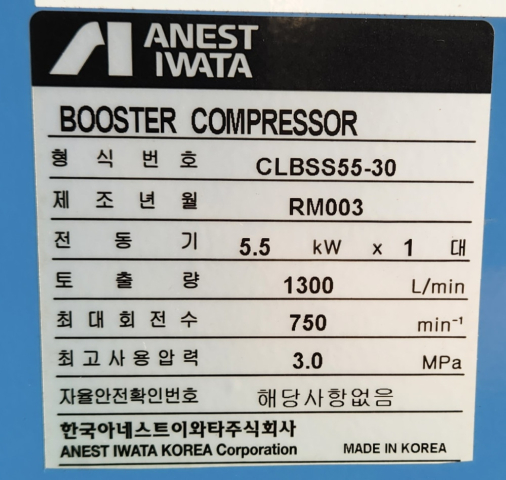 ANEST
IWATA
BOOSTER COMPRESSOR
형식번호 CLBSS55-30
제조년월 RM003
전동기 5.5 kW x 1 대
토출량 1300 L/min
최대회전수 750 min⁻¹
최고사용압력 3.0 MPa
자율안전확인번호 해당사항없음
한국아네스트이와타주식회사
ANEST IWATA KOREA Corporation MADE IN KOREA